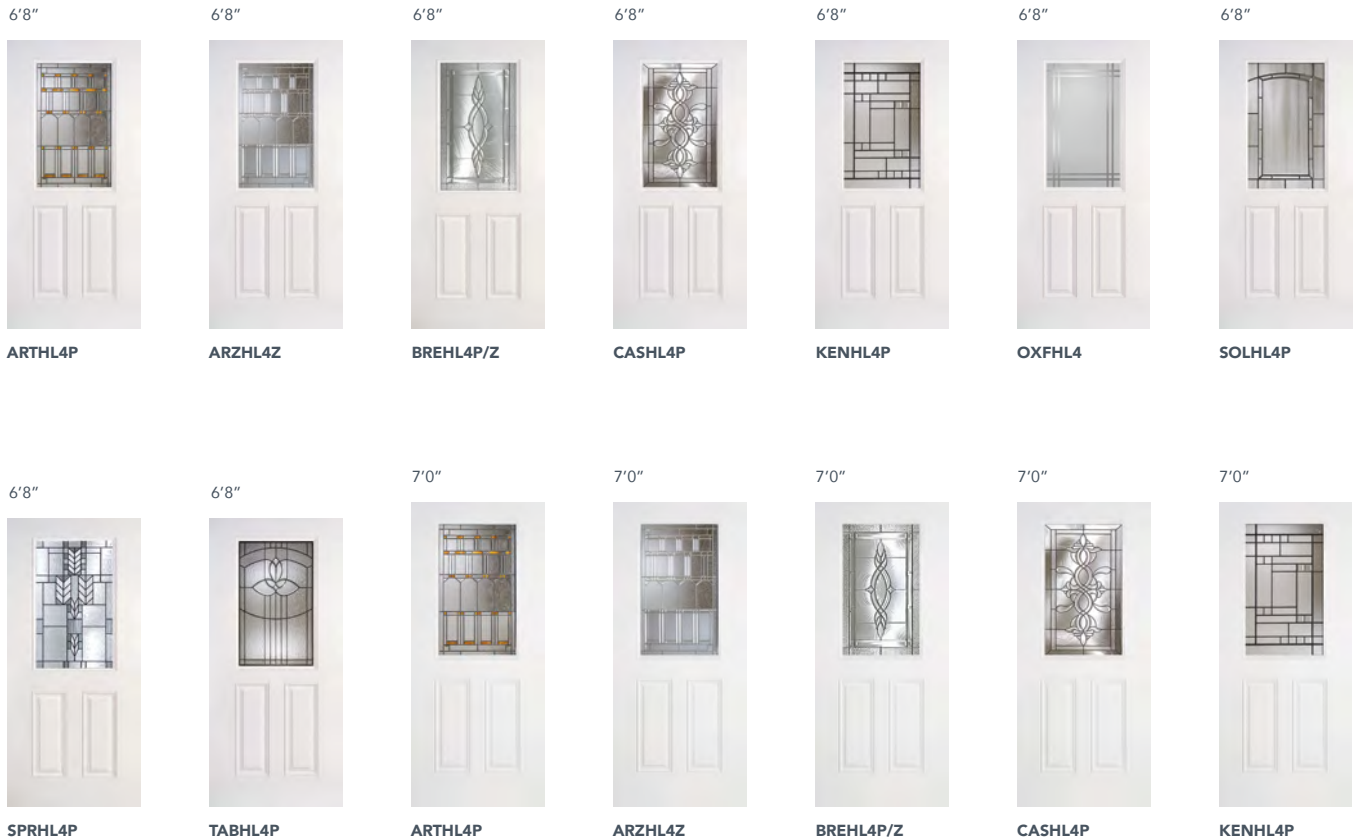 6’8” 6’8” 6’8” 6’8” 6’8” 6’8” 6’8”
ARTHL4P ARZHL4Z BREHL4P/Z CASHL4P KENHL4P OXFHL4 SOLHL4P
6’8” 6’8” 7’0” 7’0” 7’0” 7’0” 7’0”
SPRHL4P TABHL4P ARTHL4P ARZHL4Z BREHL4P/Z CASHL4P KENHL4P